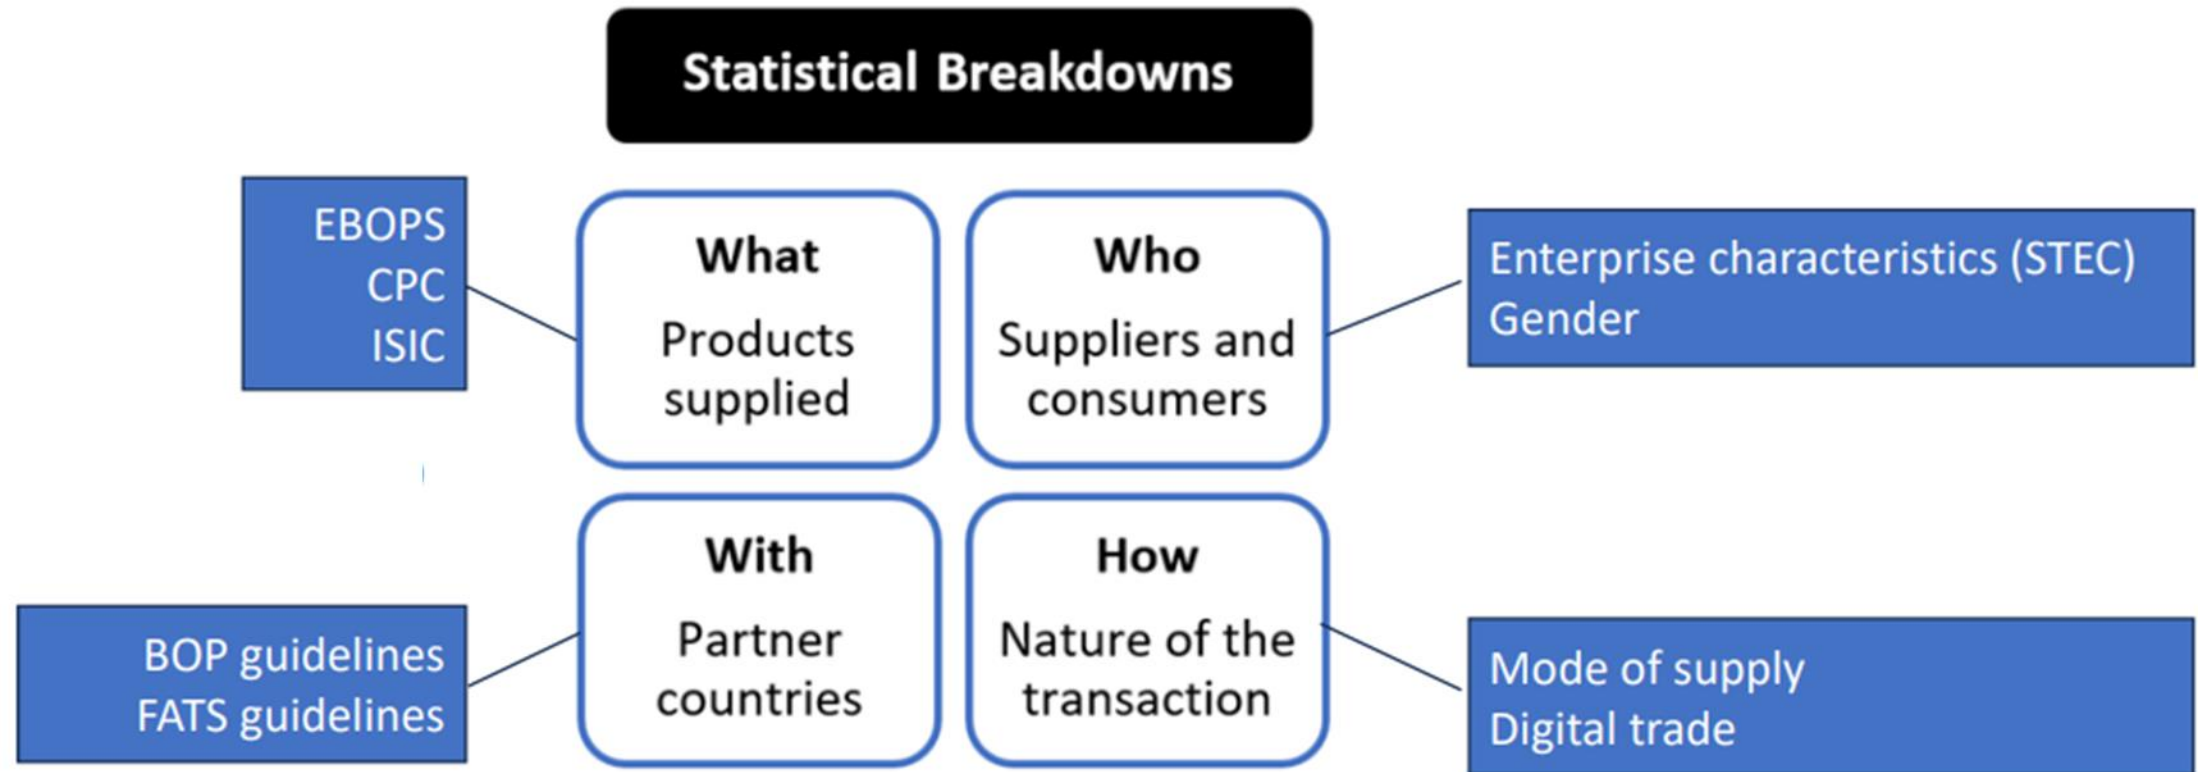 Statistical Breakdowns
EBOPS
CPC
ISIC
What
Products
supplied
Who
Suppliers and
consumers
Enterprise characteristics (STEC)
Gender
BOP guidelines
FATS guidelines
With
Partner
countries
How
Nature of the
transaction
Mode of supply
Digital trade